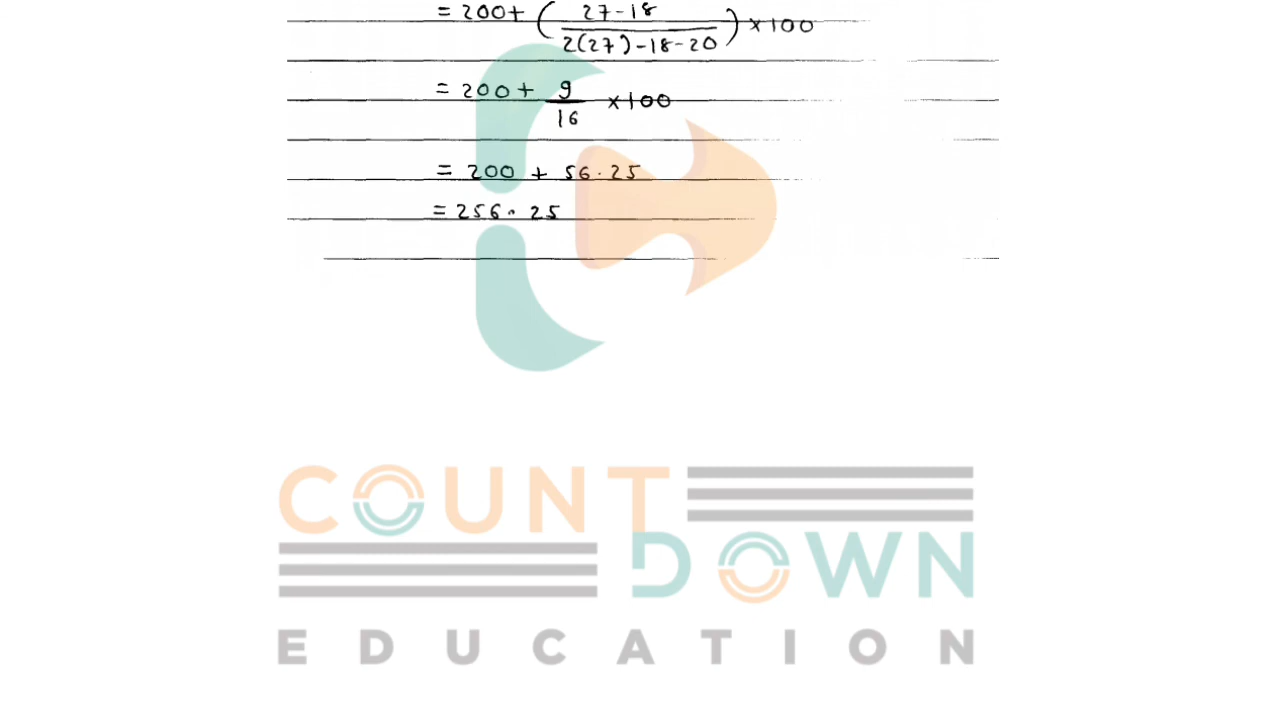 = 200+ ( 27-18 / 2(27)-18-20 ) ×100
= 200+ 9/16 ×100
= 200 + 56.25
= 256.25
COUNT
DOWN
EDUCATION